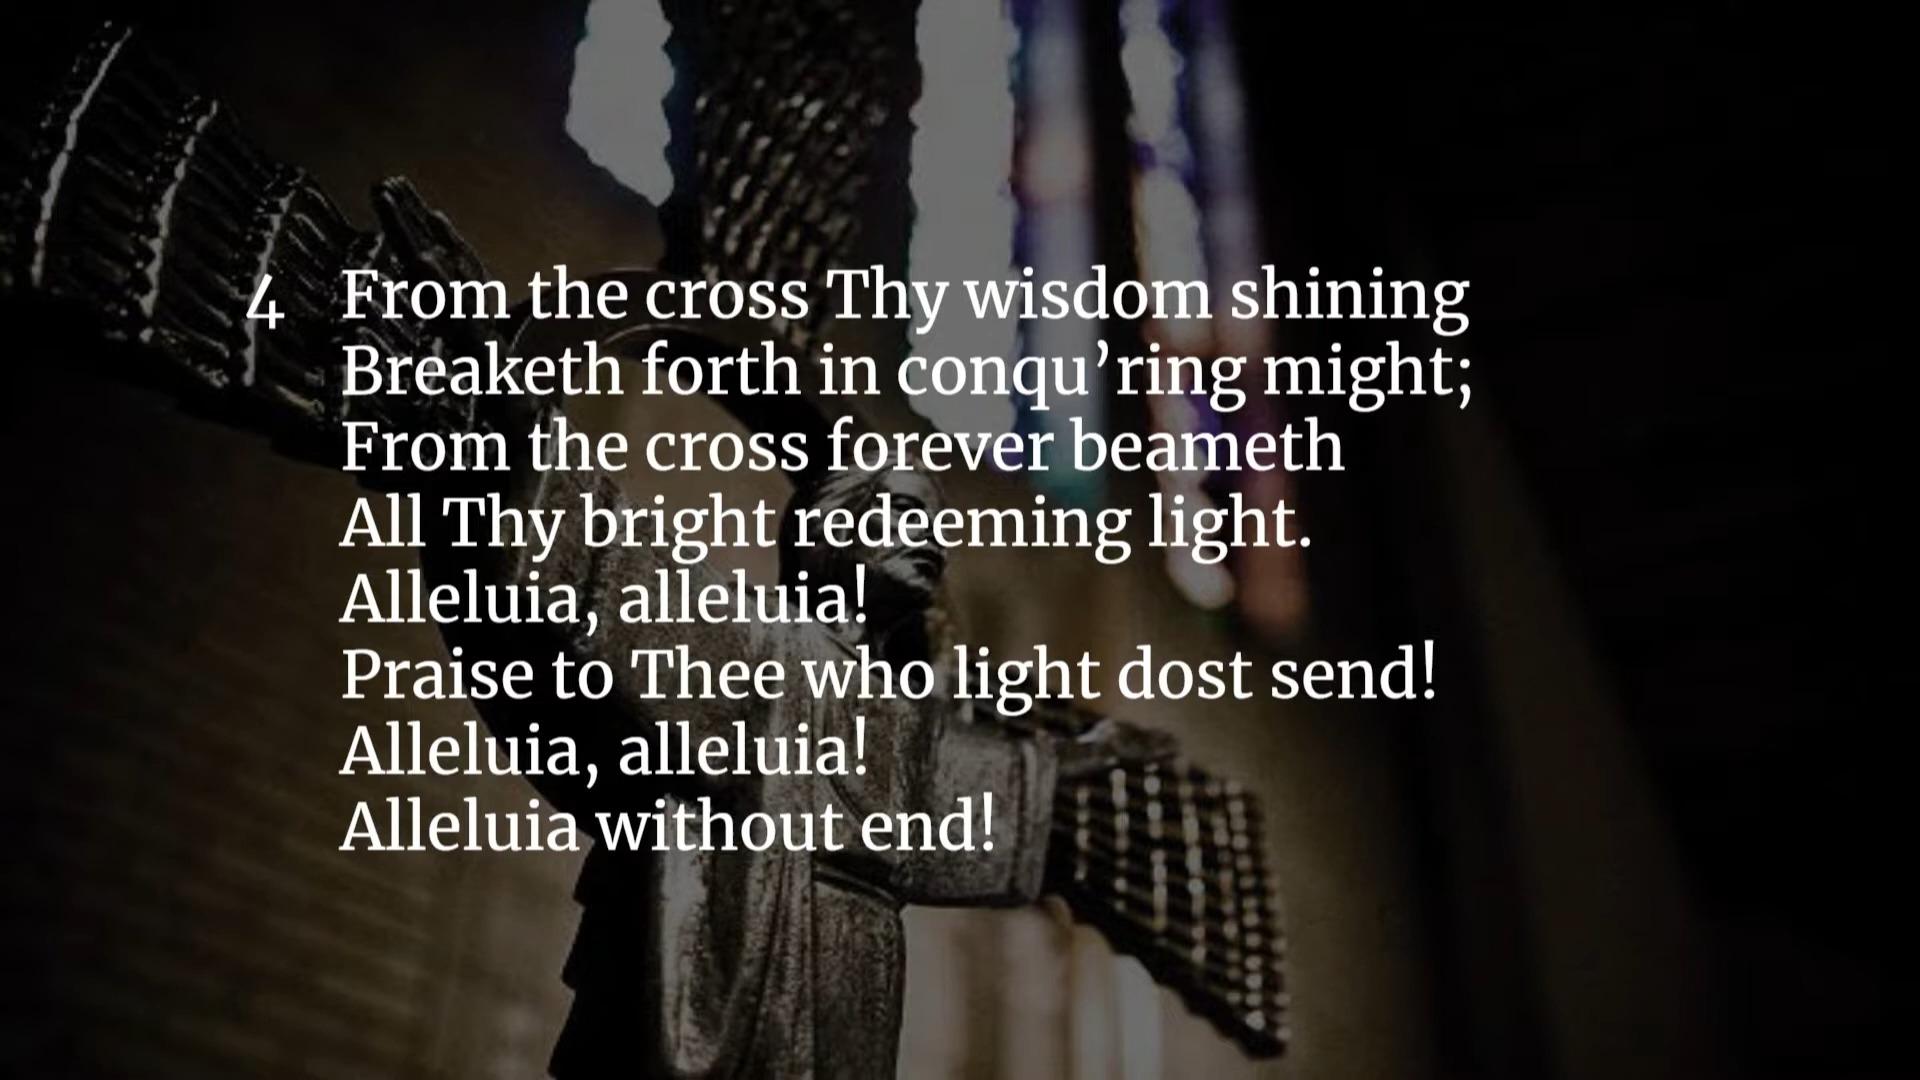 4 From the cross Thy wisdom shining
Breaketh forth in conqu’ring might;
From the cross forever beameth
All Thy bright redeeming light.
Alleluia, alleluia!
Praise to Thee who light dost send!
Alleluia, alleluia!
Alleluia without end!